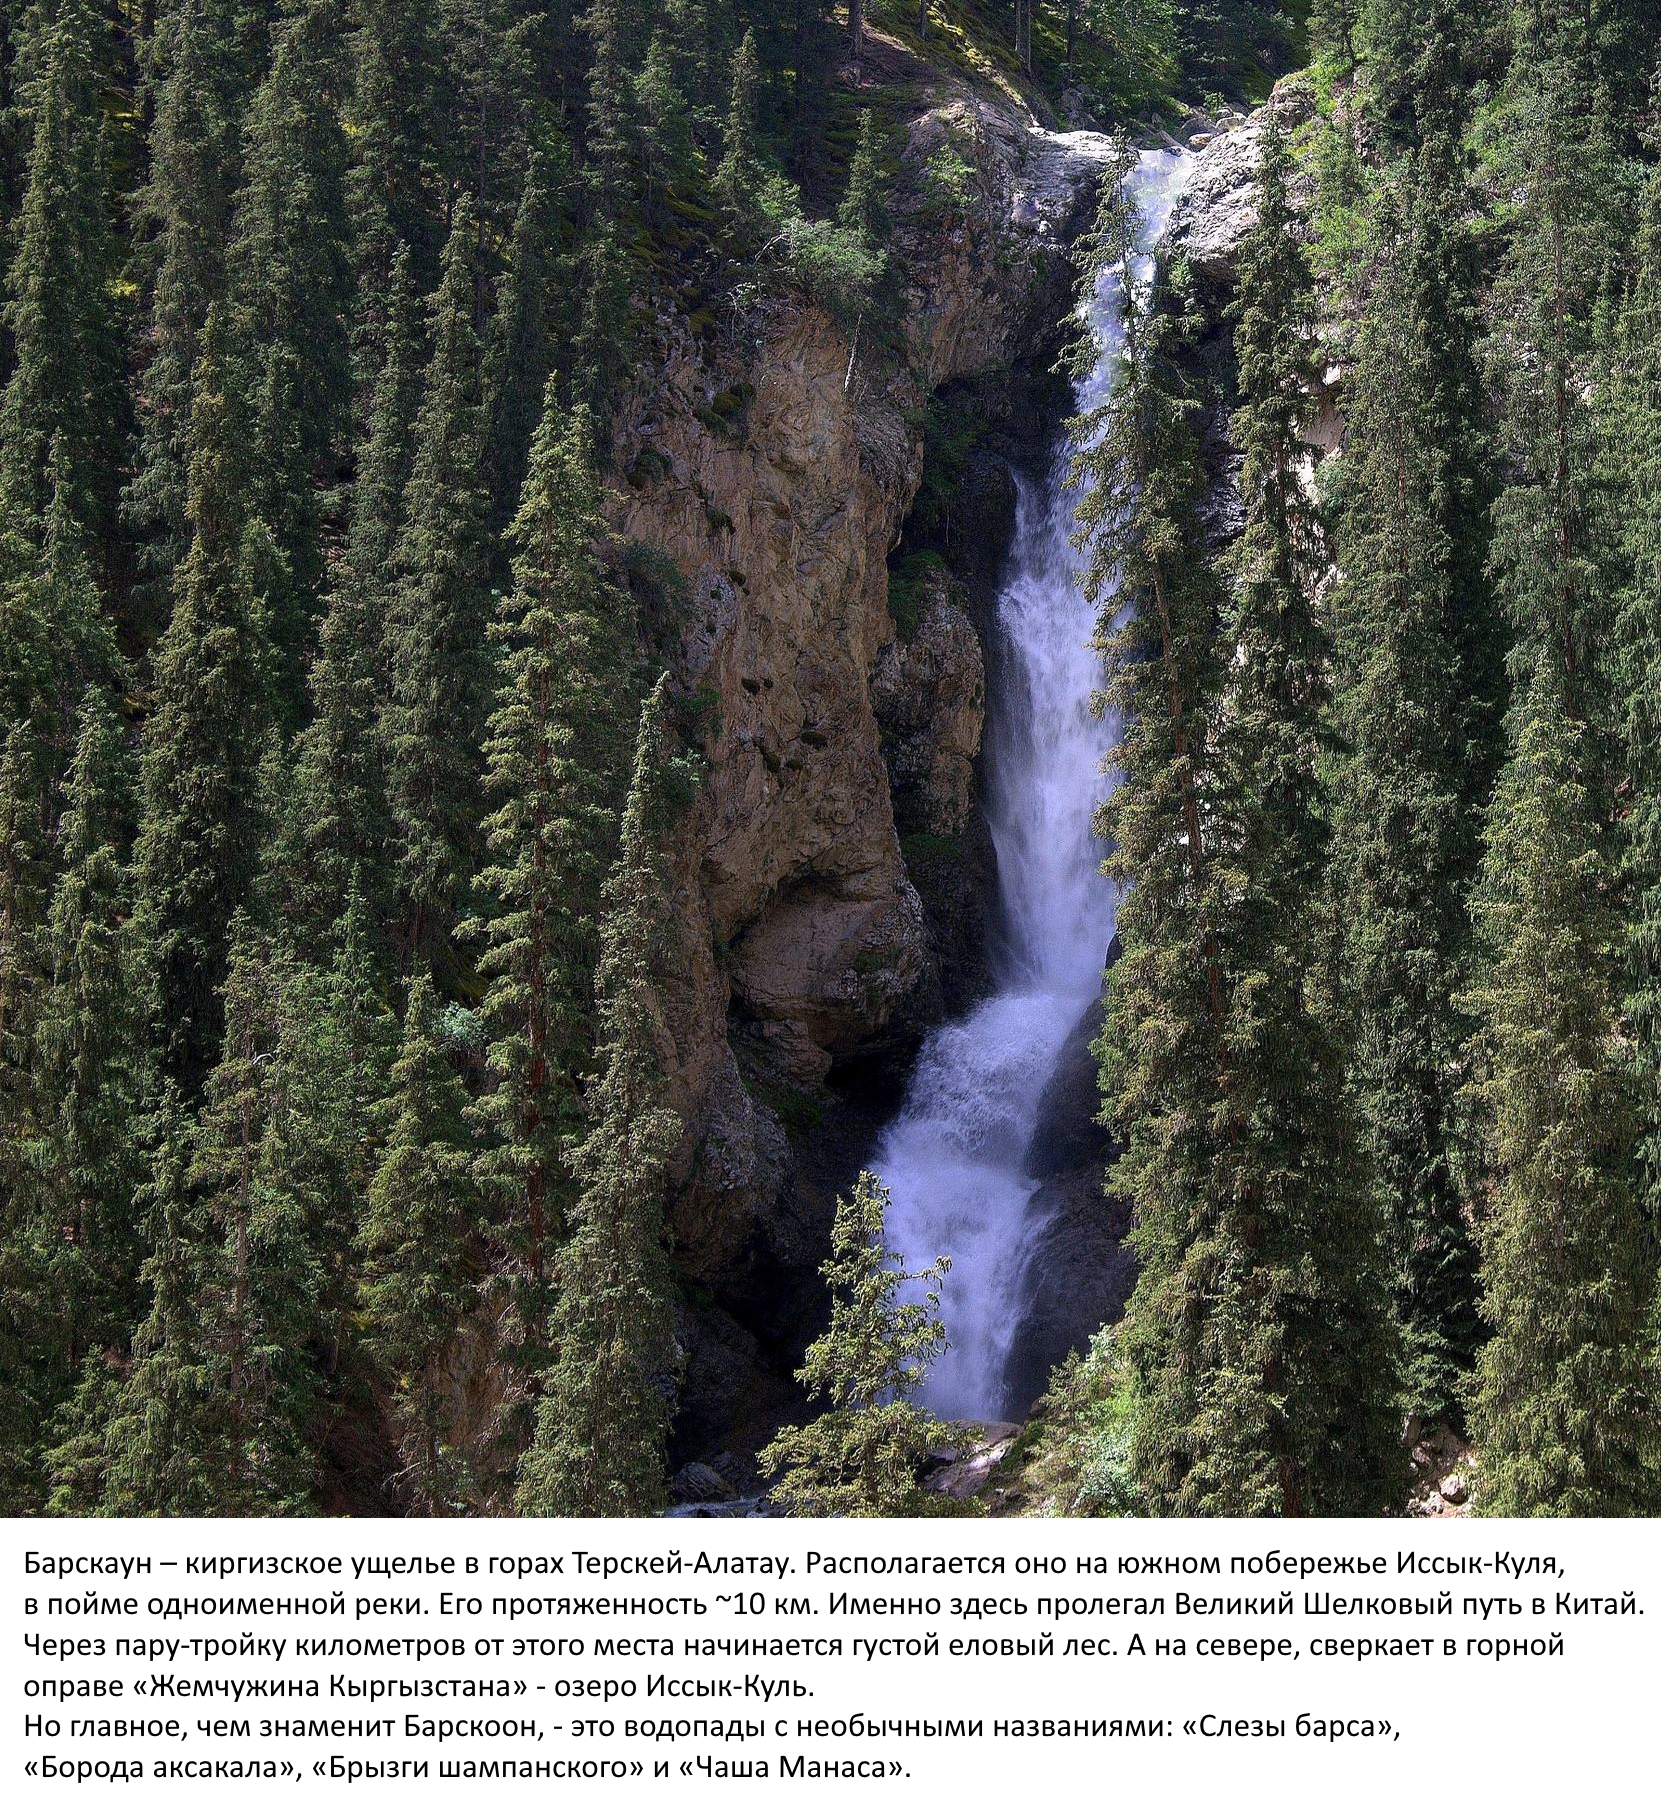 Барскаун – киргизское ущелье в горах Терскей-Алатау. Располагается оно на южном побережье Иссык-Куля,
в пойме одноименной реки. Его протяженность ~10 км. Именно здесь пролегал Великий Шелковый путь в Китай.
Через пару-тройку километров от этого места начинается густой еловый лес. А на севере, сверкает в горной
оправе «Жемчужина Кыргызстана» - озеро Иссык-Куль.
Но главное, чем знаменит Барскоон, - это водопады с необычными названиями: «Слезы барса»,
«Борода аксакала», «Брызги шампанского» и «Чаша Манаса».